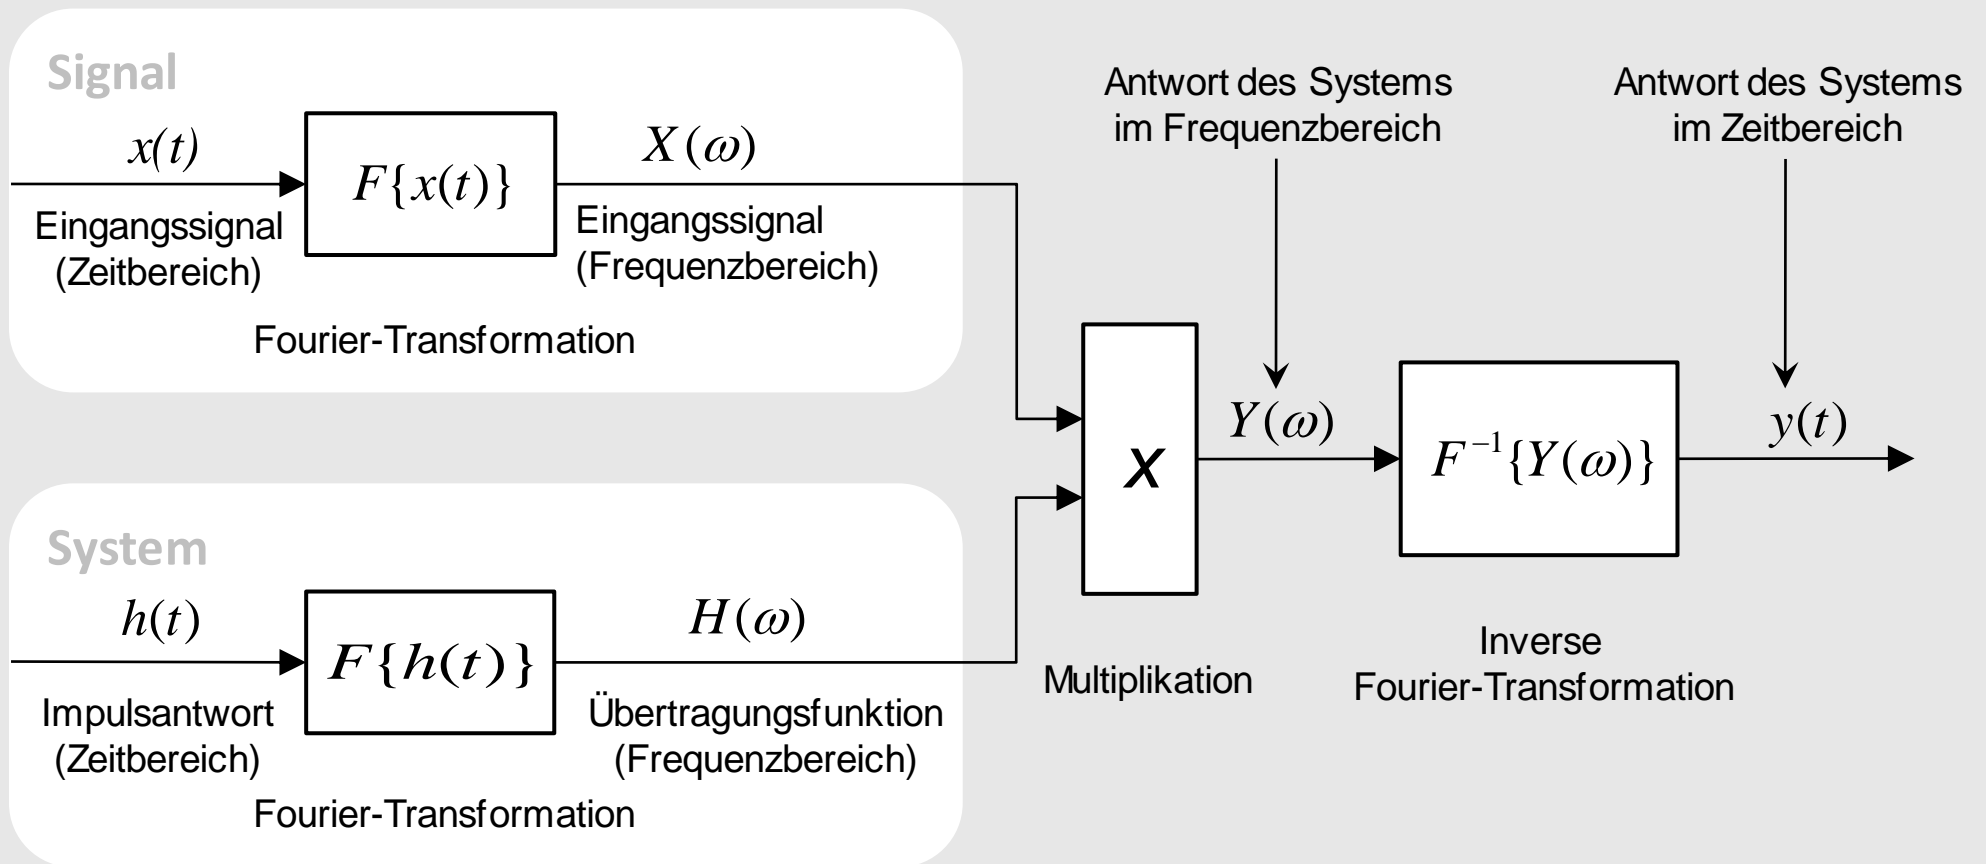 Signal
x(t)
F{x(t)}
X(ω)
Eingangssignal
(Zeitbereich)
Eingangssignal
(Frequenzbereich)
Fourier-Transformation
System
h(t)
F{h(t)}
H(ω)
Impulsantwort
(Zeitbereich)
Übertragungsfunktion
(Frequenzbereich)
Fourier-Transformation
x
Multiplikation
Antwort des Systems
im Frequenzbereich
Y(ω)
F⁻¹{Y(ω)}
Inverse
Fourier-Transformation
Antwort des Systems
im Zeitbereich
y(t)